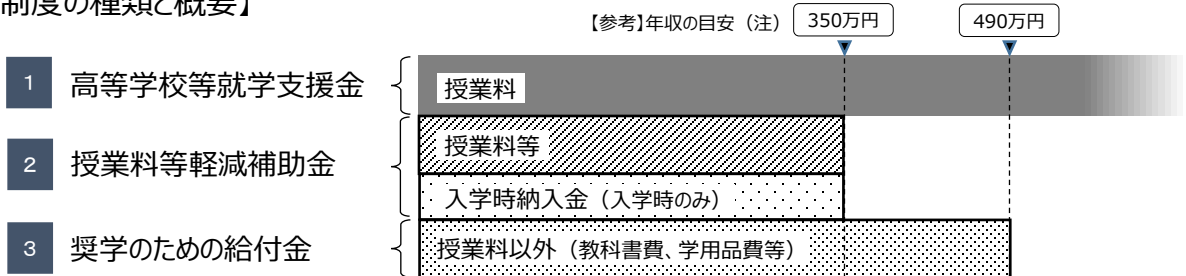 制度の種類と概要】
【参考】年収の目安（注） 350万円 490万円
1 高等学校等就学支援金 授業料
2 授業料等軽減補助金 授業料等
入学時納入金（入学時のみ）
3 奨学のための給付金 授業料以外（教科書費、学用品費等）